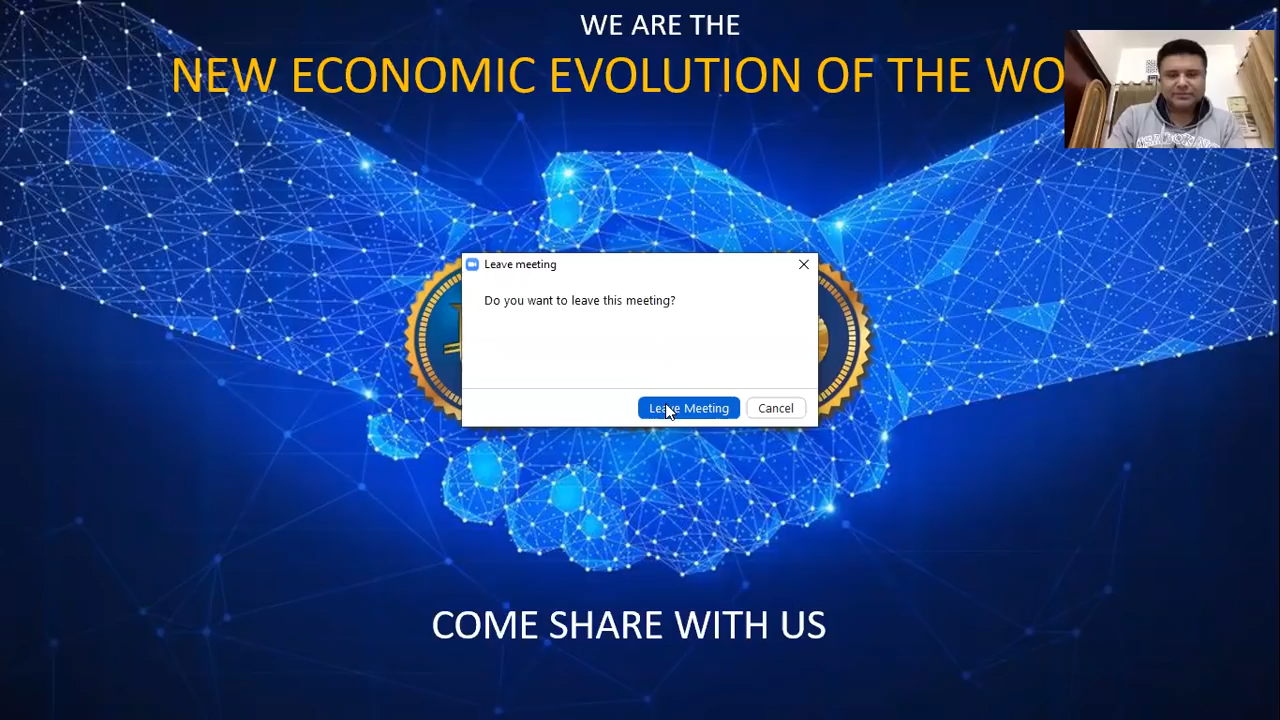 WE ARE THE
NEW ECONOMIC EVOLUTION OF THE WO
Leave meeting
Do you want to leave this meeting?
Leave Meeting
Cancel
COME SHARE WITH US